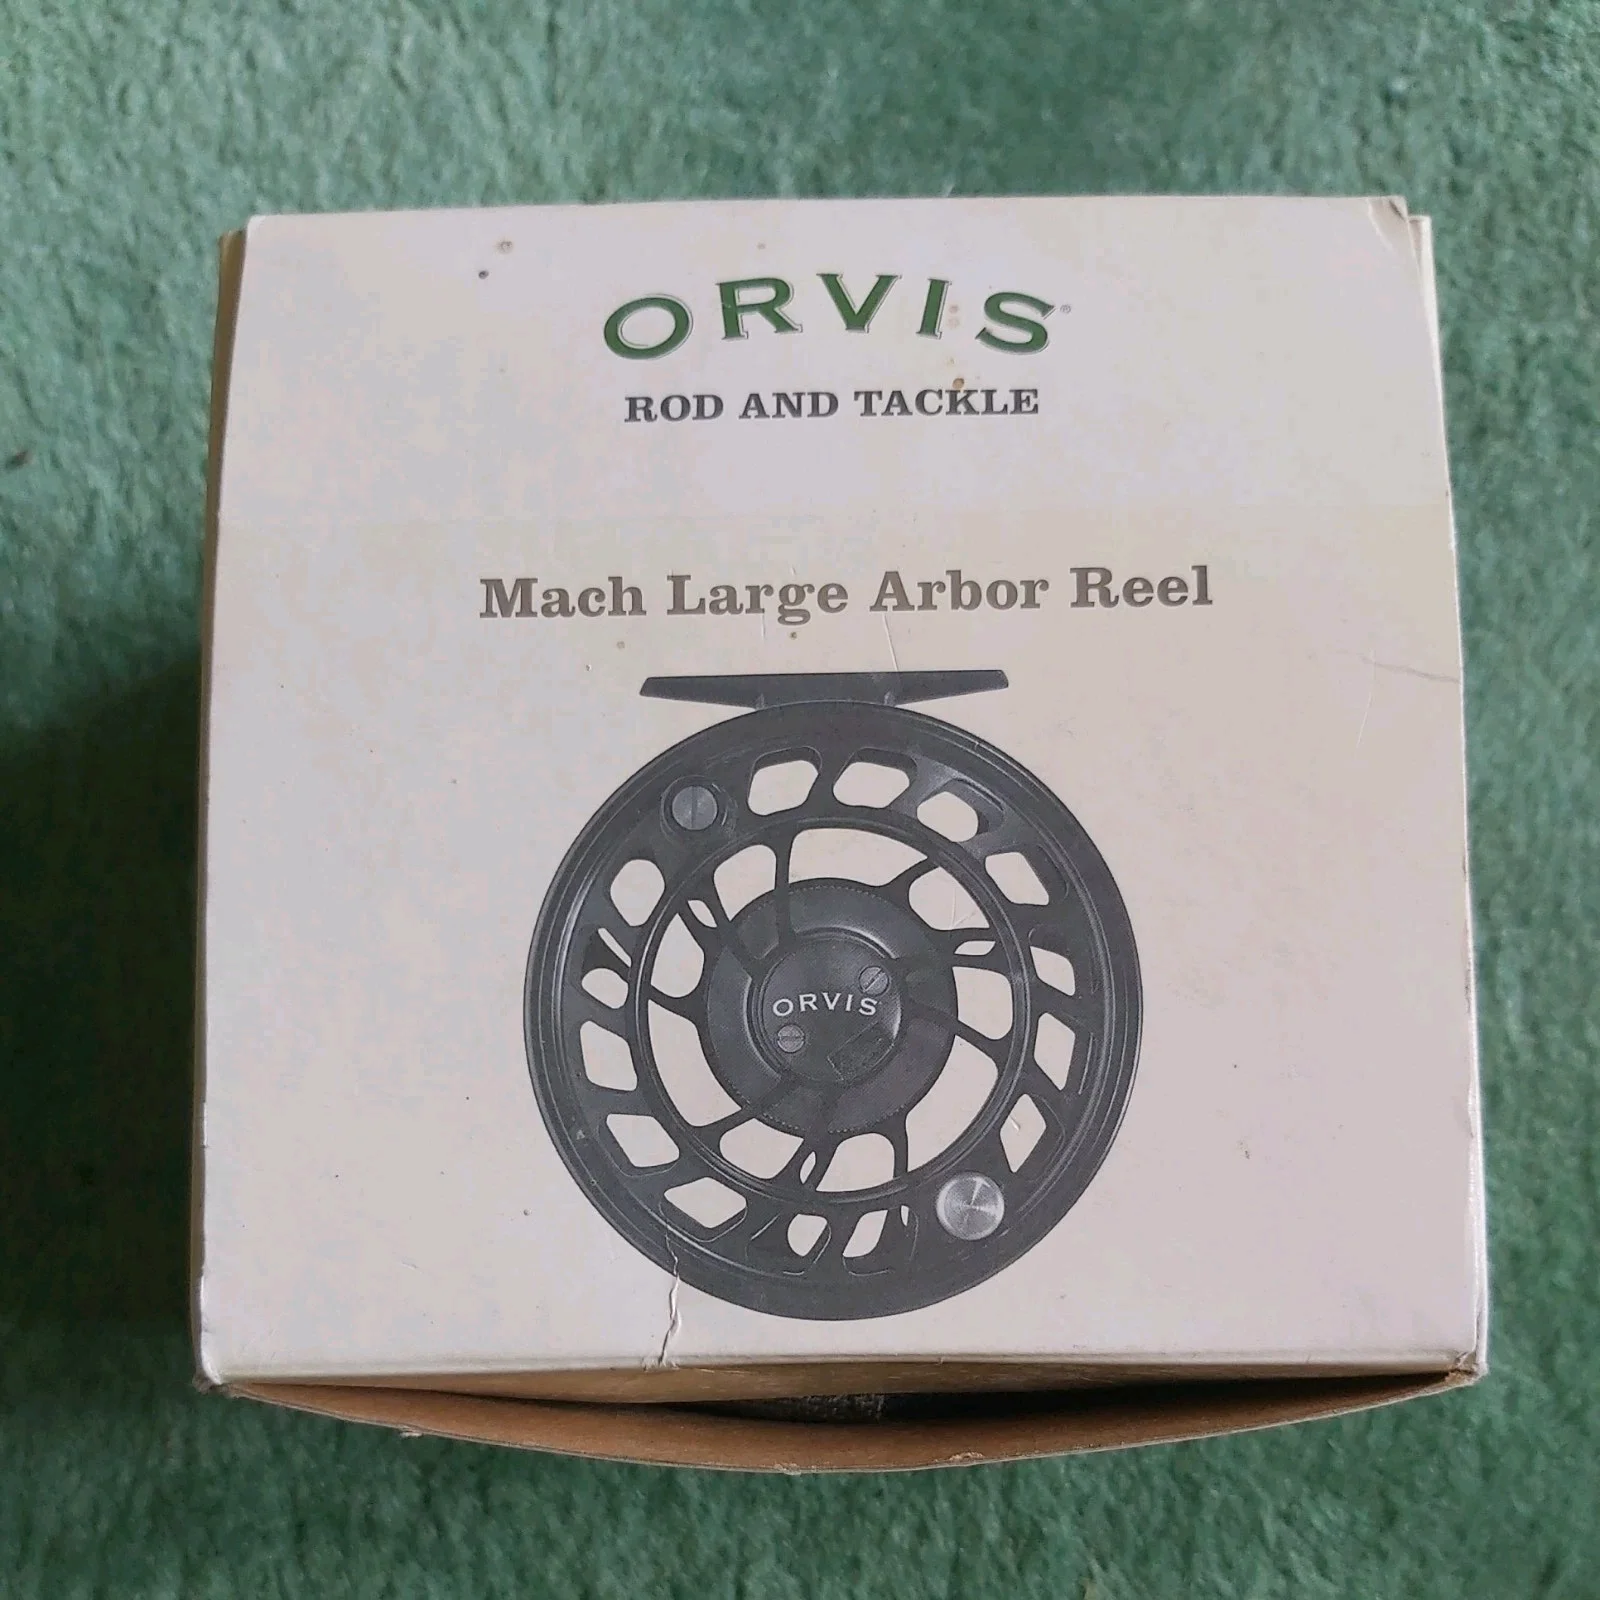 ORVIS®
ROD AND TACKLE
Mach Large Arbor Reel
ORVIS